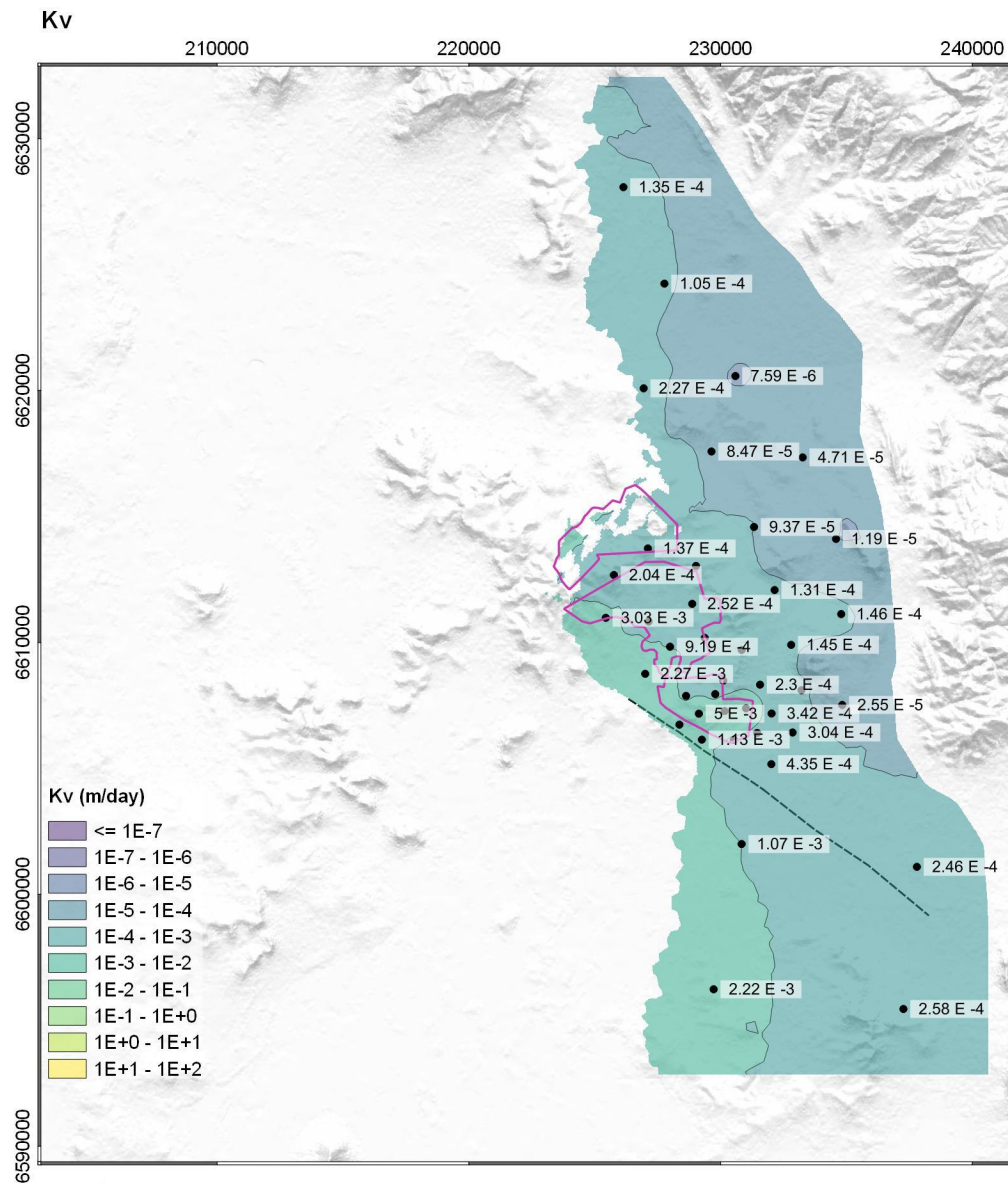 Kv
210000
220000
230000
240000
6630000
6620000
6610000
6600000
6590000
1.35 E -4
1.05 E -4
7.59 E -6
2.27 E -4
8.47 E -5
4.71 E -5
9.37 E -5
1.19 E -5
1.37 E -4
2.04 E -4
1.31 E -4
2.52 E -4
1.46 E -4
3.03 E -3
9.19 E -4
1.45 E -4
2.27 E -3
2.3 E -4
2.55 E -5
5 E -3
3.42 E -4
1.13 E -3
3.04 E -4
4.35 E -4
1.07 E -3
2.46 E -4
2.22 E -3
2.58 E -4
Kv (m/day)
<= 1E-7
1E-7 - 1E-6
1E-6 - 1E-5
1E-5 - 1E-4
1E-4 - 1E-3
1E-3 - 1E-2
1E-2 - 1E-1
1E-1 - 1E+0
1E+0 - 1E+1
1E+1 - 1E+2